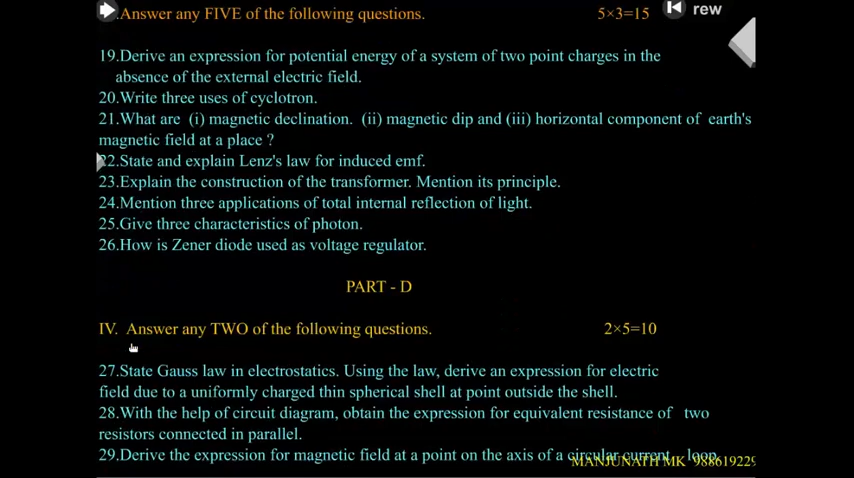 Answer any FIVE of the following questions. 5×3=15 rew
19.Derive an expression for potential energy of a system of two point charges in the
absence of the external electric field.
20.Write three uses of cyclotron.
21.What are (i) magnetic declination. (ii) magnetic dip and (iii) horizontal component of earth's
magnetic field at a place ?
22.State and explain Lenz's law for induced emf.
23.Explain the construction of the transformer. Mention its principle.
24.Mention three applications of total internal reflection of light.
25.Give three characteristics of photon.
26.How is Zener diode used as voltage regulator.
PART - D
IV. Answer any TWO of the following questions. 2×5=10
27.State Gauss law in electrostatics. Using the law, derive an expression for electric
field due to a uniformly charged thin spherical shell at point outside the shell.
28.With the help of circuit diagram, obtain the expression for equivalent resistance of two
resistors connected in parallel.
29.Derive the expression for magnetic field at a point on the axis of a circular current loop
MANJUNATH MK 988619229